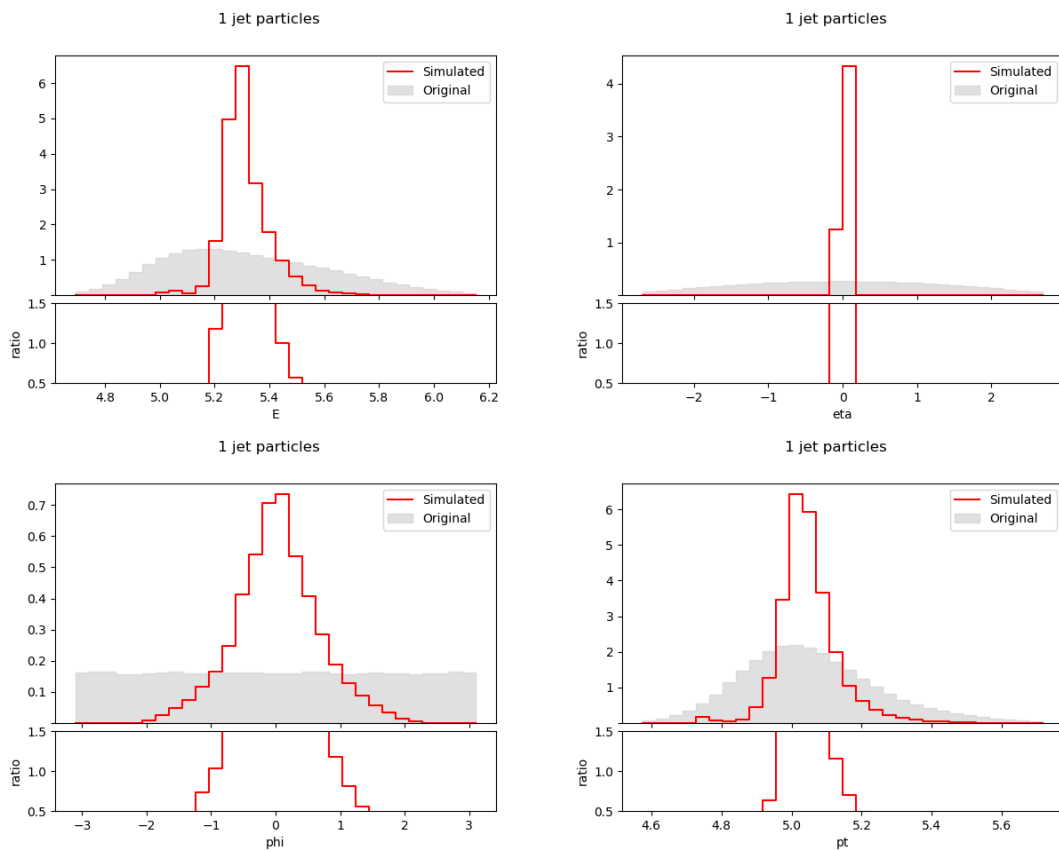 1 jet particles
Simulated
Original
6
5
4
3
2
1
1.5
1.0
0.5
ratio
4.8 5.0 5.2 5.4 5.6 5.8 6.0 6.2
E
1 jet particles
Simulated
Original
4
3
2
1
1.5
1.0
0.5
ratio
−2 −1 0 1 2
eta
1 jet particles
Simulated
Original
0.7
0.6
0.5
0.4
0.3
0.2
0.1
1.5
1.0
0.5
ratio
−3 −2 −1 0 1 2 3
phi
1 jet particles
Simulated
Original
6
5
4
3
2
1
1.5
1.0
0.5
ratio
4.6 4.8 5.0 5.2 5.4 5.6
pt